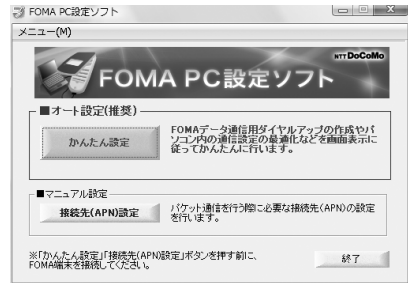 FOMA PC設定ソフト
メニュー(M)
NTT DoCoMo
FOMA PC設定ソフト
■オート設定(推奨)
かんたん設定
FOMAデータ通信用ダイヤルアップの作成やパ
ソコン内の通信設定の最適化などを画面表示に
従ってかんたんに行います。
■マニュアル設定
接続先(APN)設定
パケット通信を行う際に必要な接続先(APN)の設定
を行います。
※「かんたん設定」「接続先(APN)設定」ボタンを押す前に、
FOMA端末を接続してください。
終了